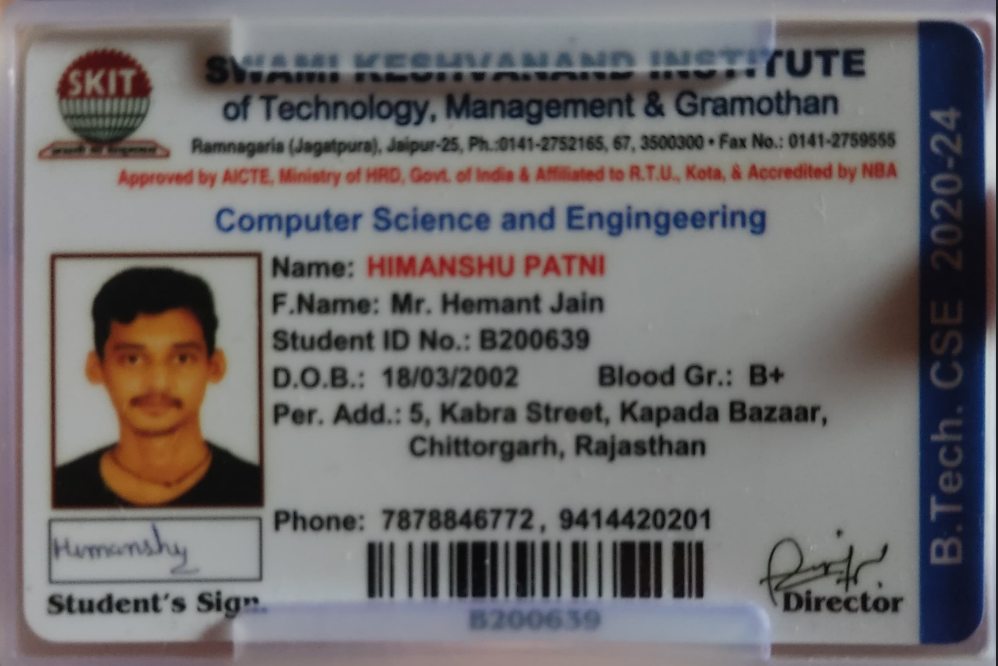 SKIT
SWAMI KESHVANAND INSTITUTE
of Technology, Management & Gramothan
Ramnagaria (Jagatpura), Jaipur-25, Ph.:0141-2752165, 67, 3500300 • Fax No.: 0141-2759555
Approved by AICTE, Ministry of HRD, Govt. of India & Affiliated to R.T.U., Kota, & Accredited by NBA
Computer Science and Engingeering
Name: HIMANSHU PATNI
F.Name: Mr. Hemant Jain
Student ID No.: B200639
D.O.B.: 18/03/2002 Blood Gr.: B+
Per. Add.: 5, Kabra Street, Kapada Bazaar,
Chittorgarh, Rajasthan
Phone: 7878846772, 9414420201
Himanshu
Student's Sign.
B200639
Director
B.Tech. CSE 2020-24